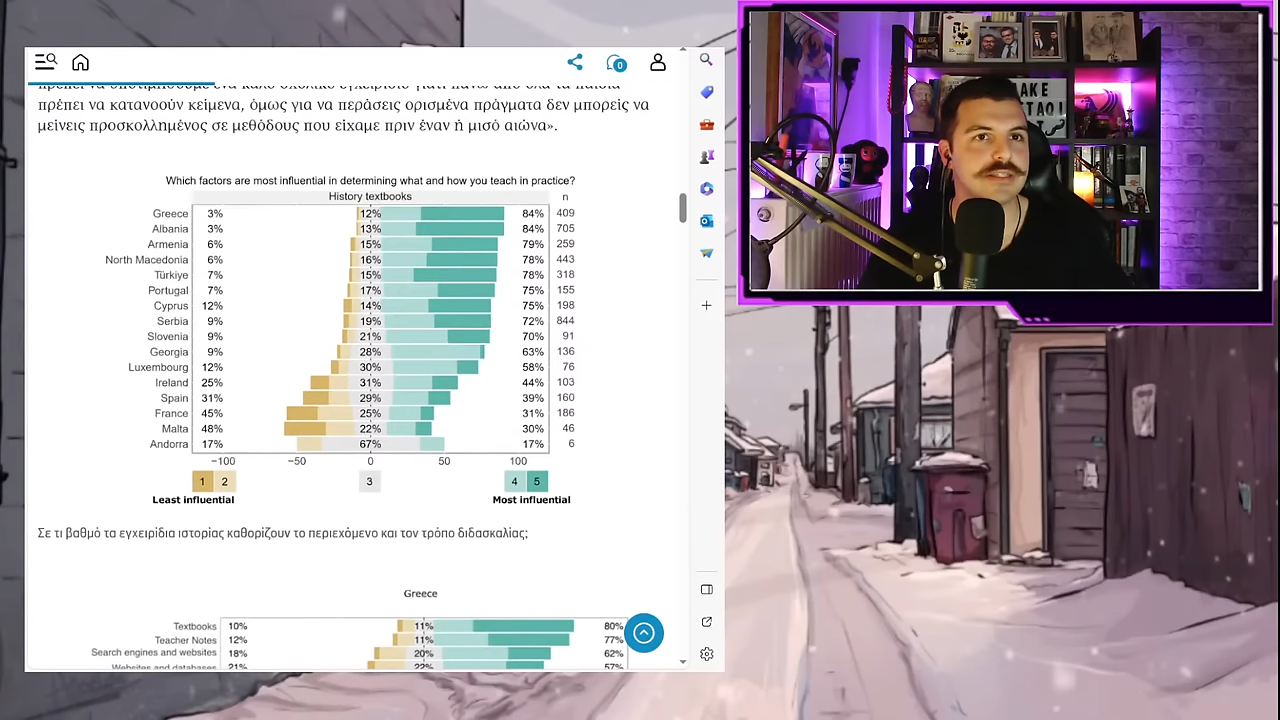 0
πρέπει να κατανοούν κείμενα, όμως για να περάσεις ορισμένα πράγματα δεν μπορείς να
μείνεις προσκολλημένος σε μεθόδους που είχαμε πριν έναν ή μισό αιώνα».
Which factors are most influential in determining what and how you teach in practice?
History textbooks n
Greece 3% 12% 84% 409
Albania 3% 13% 84% 705
Armenia 6% 15% 79% 259
North Macedonia 6% 16% 78% 443
Türkiye 7% 15% 78% 318
Portugal 7% 17% 75% 155
Cyprus 12% 14% 75% 198
Serbia 9% 19% 72% 844
Slovenia 9% 21% 70% 91
Georgia 9% 28% 63% 136
Luxembourg 12% 30% 58% 76
Ireland 25% 31% 44% 103
Spain 31% 29% 39% 160
France 45% 25% 31% 186
Malta 48% 22% 30% 46
Andorra 17% 67% 17% 6
−100 −50 0 50 100
1 2 3 4 5
Least influential Most influential
Σε τι βαθμό τα εγχειρίδια ιστορίας καθορίζουν το περιεχόμενο και τον τρόπο διδασκαλίας;
Greece
Textbooks 10% 11% 80%
Teacher Notes 12% 11% 77%
Search engines and websites 18% 20% 62%
Websites and databases 21% 22% 57%